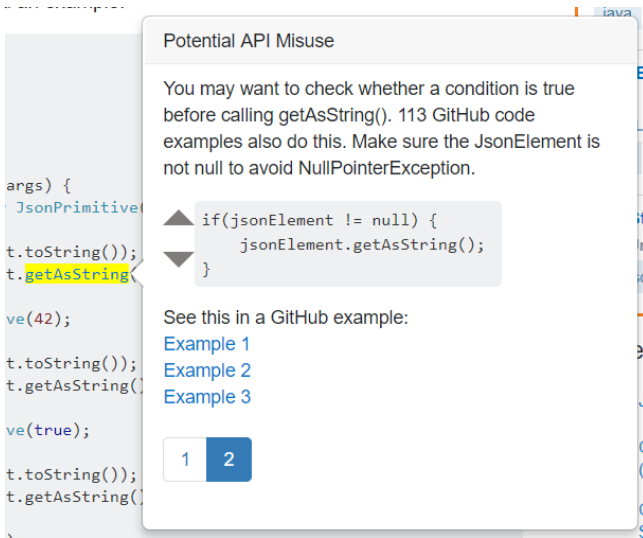 java
Potential API Misuse
You may want to check whether a condition is true
before calling getAsString(). 113 GitHub code
examples also do this. Make sure the JsonElement is
not null to avoid NullPointerException.
if(jsonElement != null) {
jsonElement.getAsString();
}
See this in a GitHub example:
Example 1
Example 2
Example 3
1 2
args) {
JsonPrimitive(
t.toString());
t.getAsString(
ve(42);
t.toString());
t.getAsString()
ve(true);
t.toString());
t.getAsString()